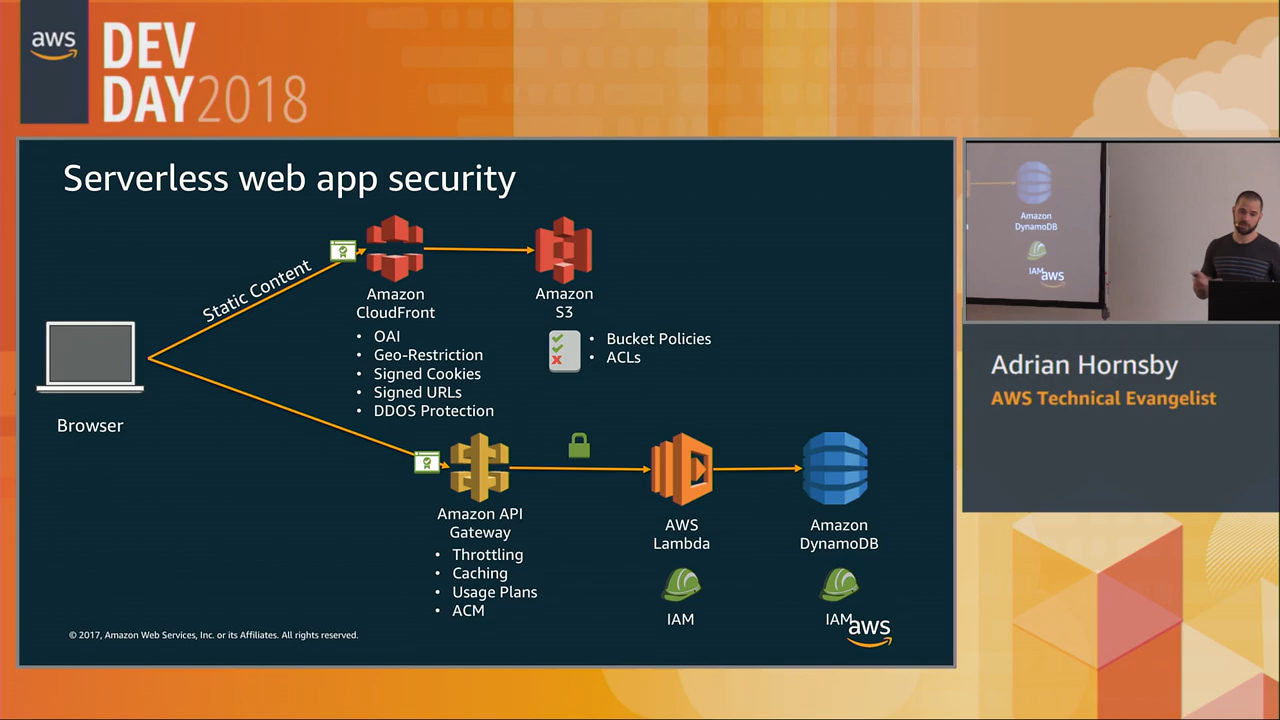 aws
DEV
DAY2018
Serverless web app security
Static Content
Browser
Amazon
CloudFront
• OAI
• Geo-Restriction
• Signed Cookies
• Signed URLs
• DDOS Protection
Amazon
S3
• Bucket Policies
• ACLs
Amazon API
Gateway
• Throttling
• Caching
• Usage Plans
• ACM
AWS
Lambda
IAM
Amazon
DynamoDB
IAM
aws
© 2017, Amazon Web Services, Inc. or its Affiliates. All rights reserved.
Amazon
DynamoDB
IAM
aws
Adrian Hornsby
AWS Technical Evangelist